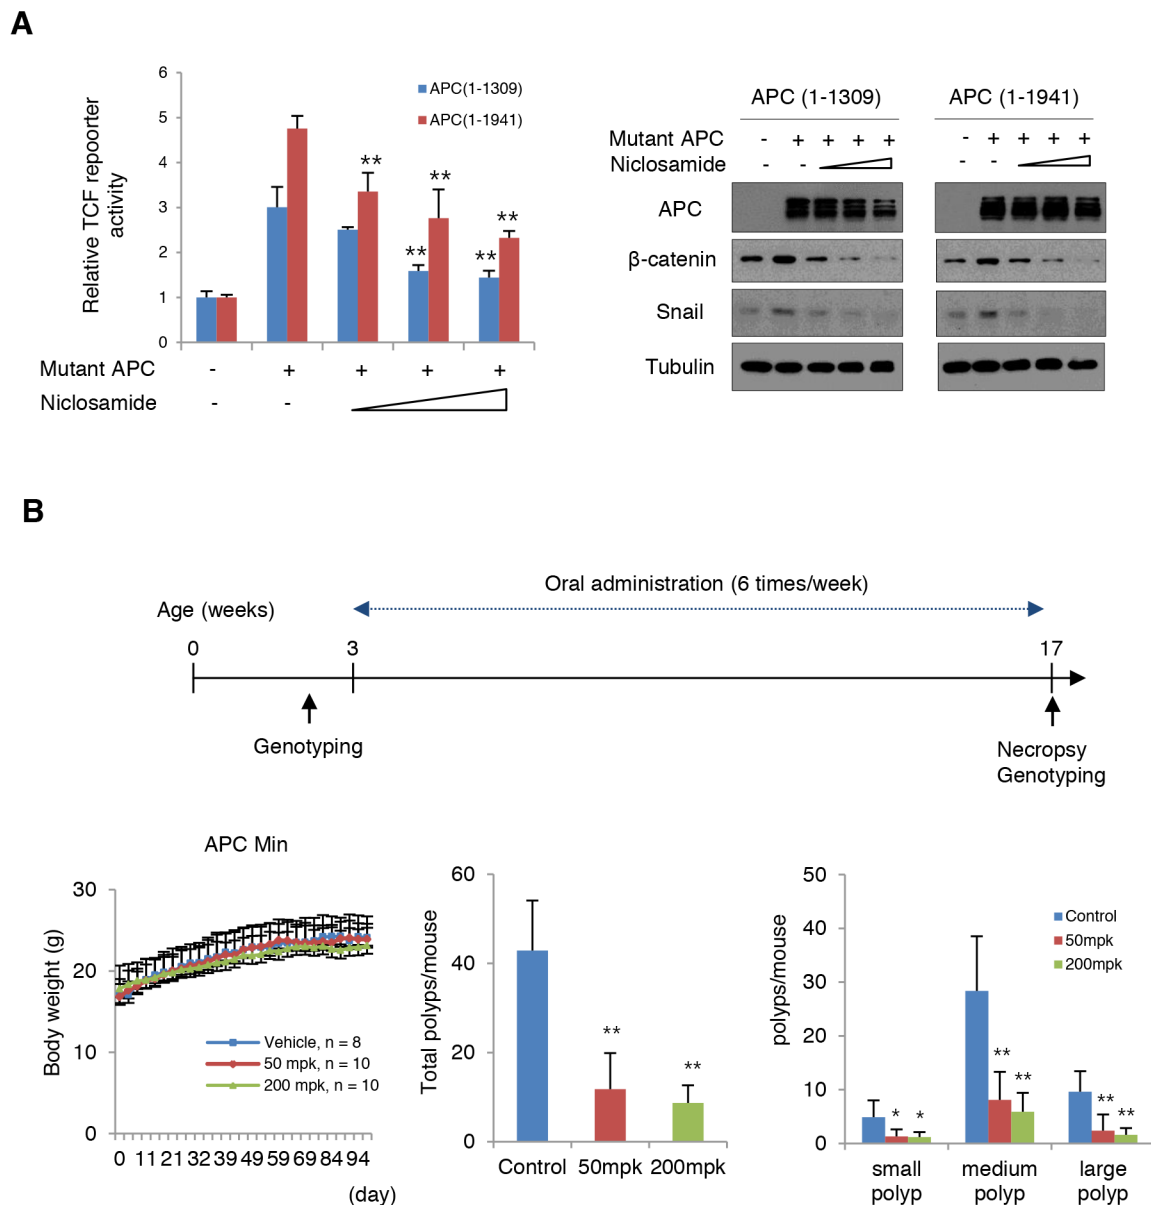 A
6
5
4
3
2
1
0
Relative TCF repoorter
activity
APC(1-1309)
APC(1-1941)
**
**
**
**
**
Mutant APC - + + + +
Niclosamide - -
APC (1-1309) APC (1-1941)
Mutant APC - + + + + - + + + +
Niclosamide - - - -
APC
β-catenin
Snail
Tubulin
B
Oral administration (6 times/week)
Age (weeks)
0 3 17
Genotyping
Necropsy
Genotyping
APC Min
30
20
10
0
Body weight (g)
Vehicle, n = 8
50 mpk, n = 10
200 mpk, n = 10
0 11 21 32 39 49 59 69 84 94
(day)
60
40
20
0
Total polyps/mouse
**
**
Control 50mpk 200mpk
50
40
30
20
10
0
polyps/mouse
Control
50mpk
200mpk
* *
** **
** **
small medium large
polyp polyp polyp